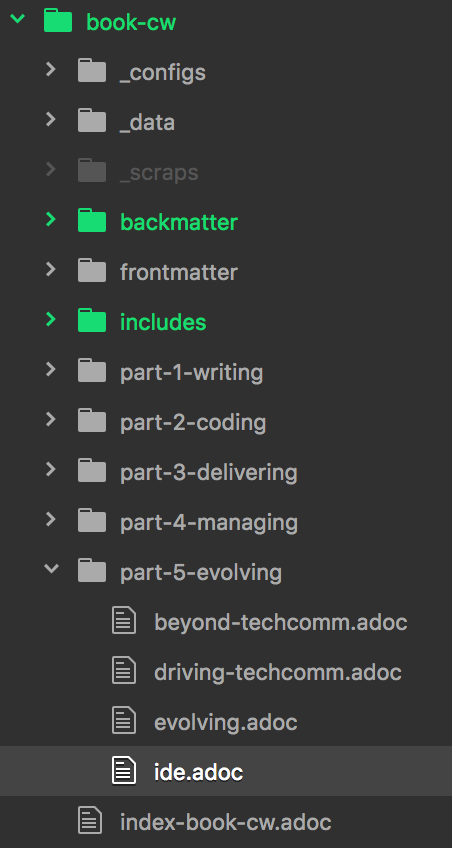 book-cw
_configs
_data
_scraps
backmatter
frontmatter
includes
part-1-writing
part-2-coding
part-3-delivering
part-4-managing
part-5-evolving
beyond-techcomm.adoc
driving-techcomm.adoc
evolving.adoc
ide.adoc
index-book-cw.adoc